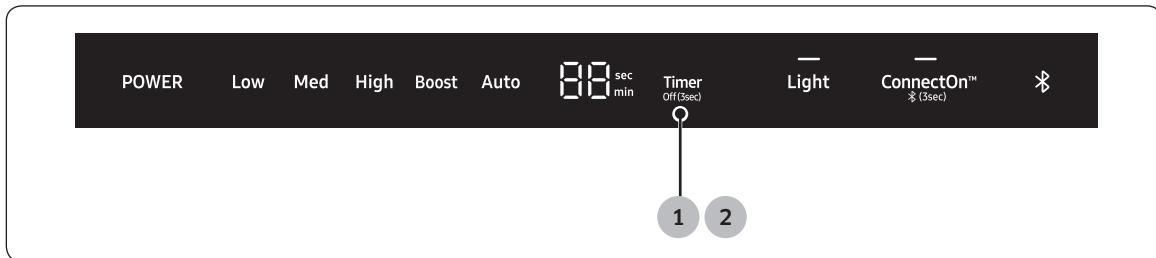 POWER Low Med High Boost Auto 88 sec min Timer Light ConnectOn™
Off(3sec) (3sec)
1 2